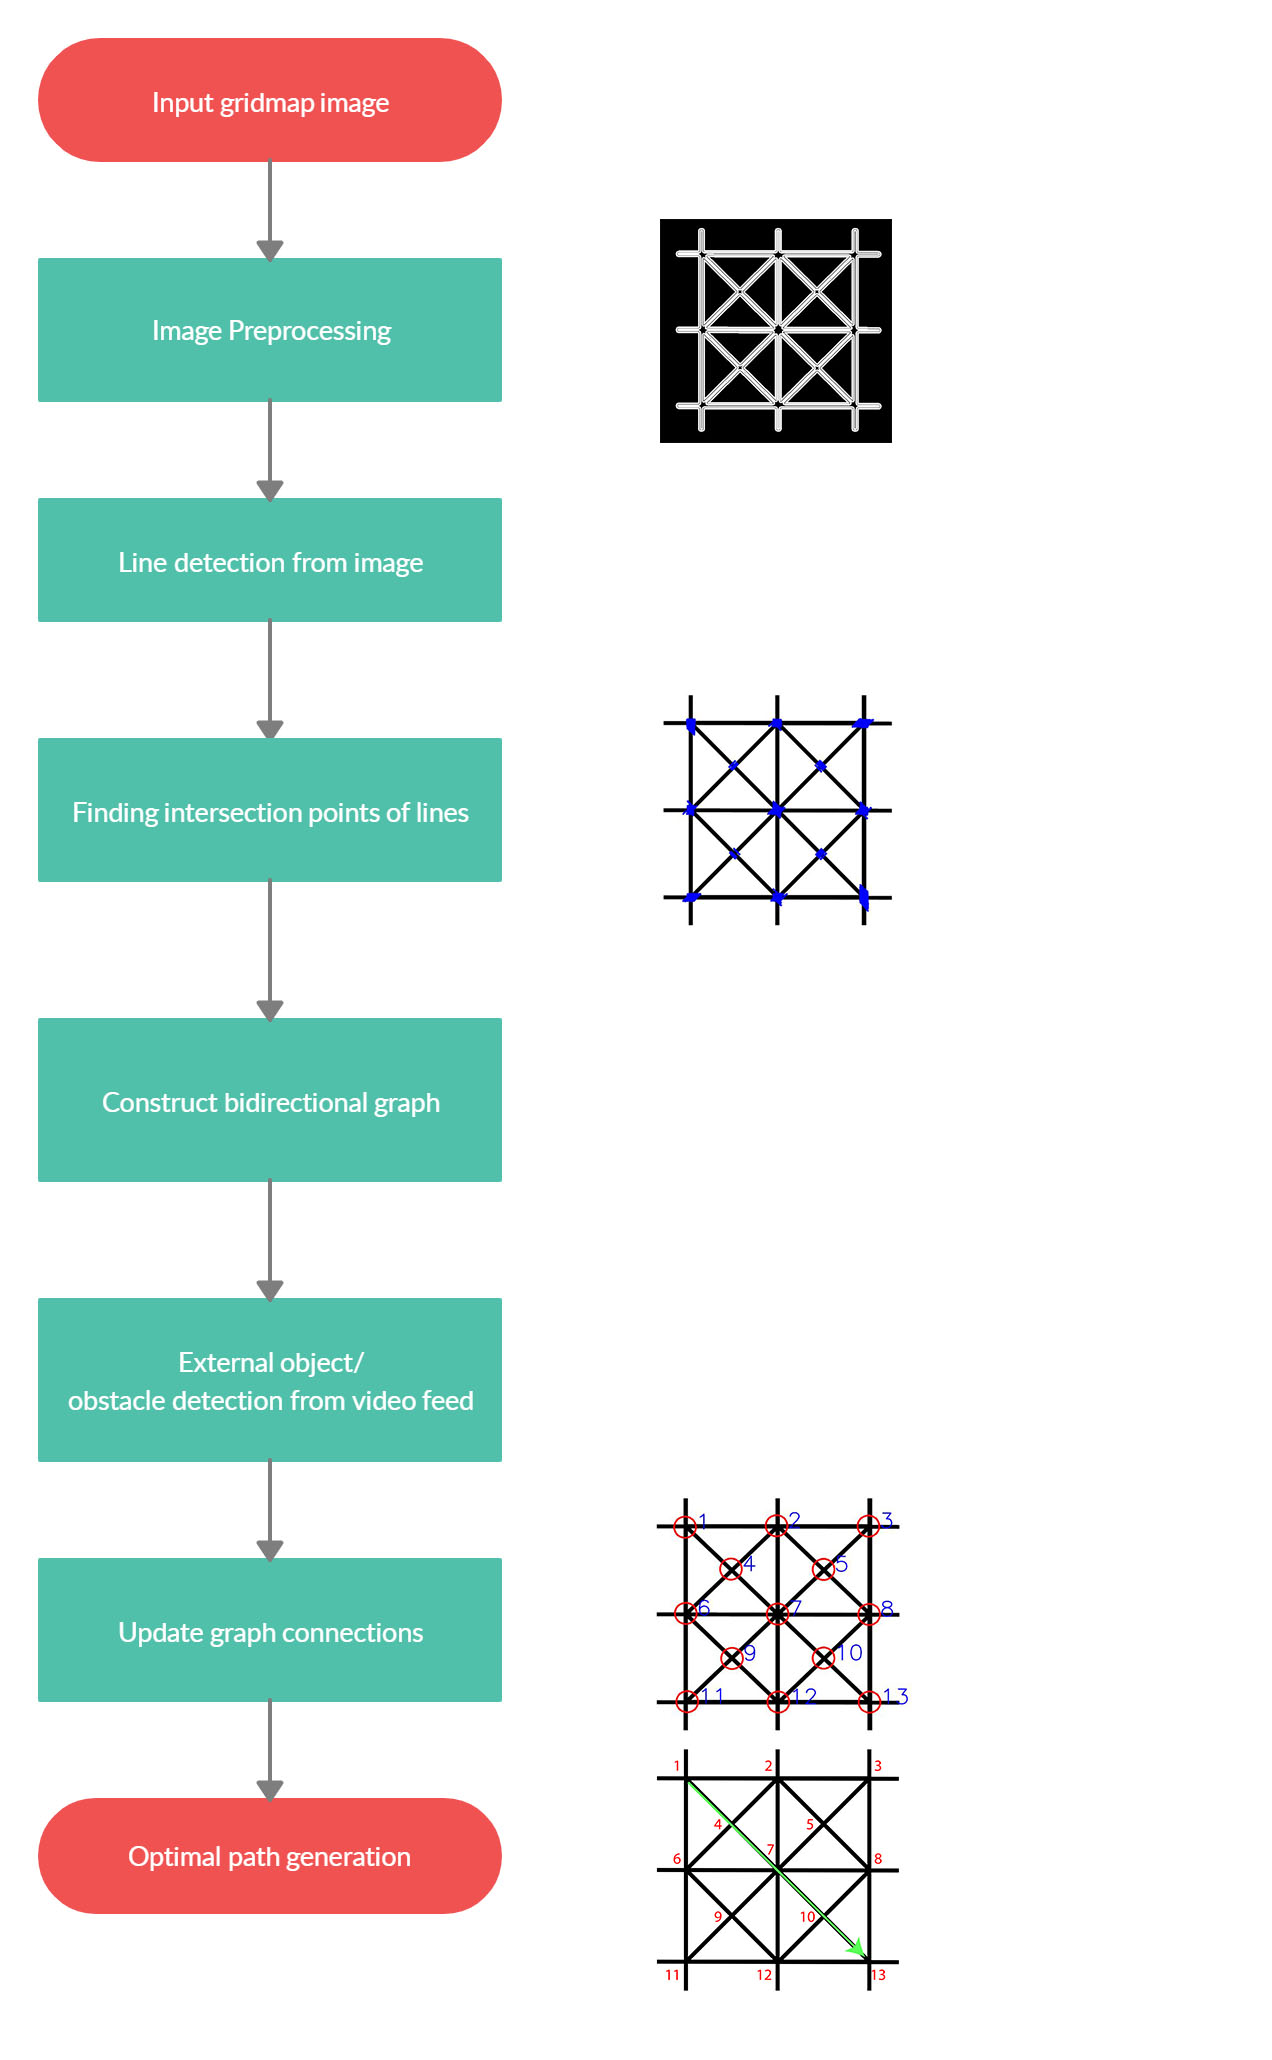 Input gridmap image
Image Preprocessing
Line detection from image
Finding intersection points of lines
Construct bidirectional graph
External object/
obstacle detection from video feed
Update graph connections
Optimal path generation
1 2 3
4 5
6 7 8
9 10
11 12 13
1 2 3
4 5
6 7 8
9 10
11 12 13